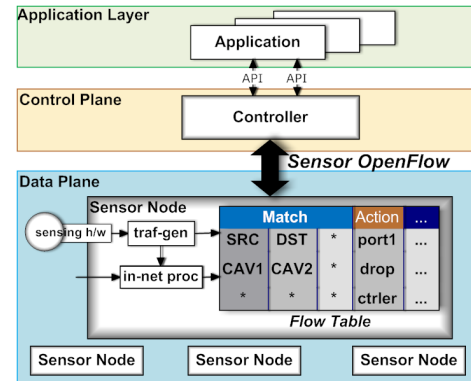 Application Layer
Application
API API
Control Plane
Controller
Sensor OpenFlow
Data Plane
Sensor Node
sensing h/w traf-gen
in-net proc
Match Action ...
SRC DST * port1 ...
CAV1 CAV2 * drop ...
* * * ctrler ...
Flow Table
Sensor Node Sensor Node Sensor Node